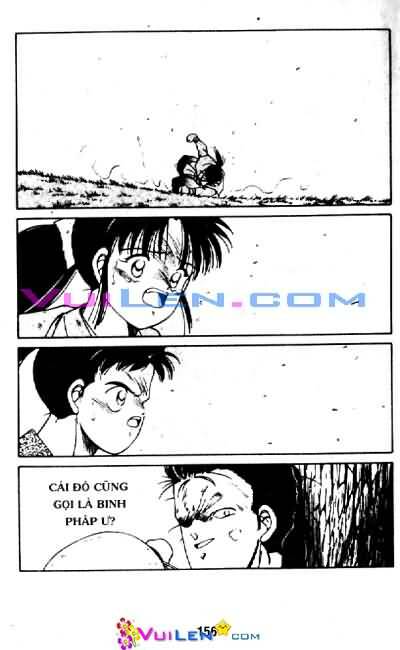 VuiLen.com
CÁI ĐÓ CŨNG
GỌI LÀ BINH
PHÁP Ư?
156
VuiLen.com